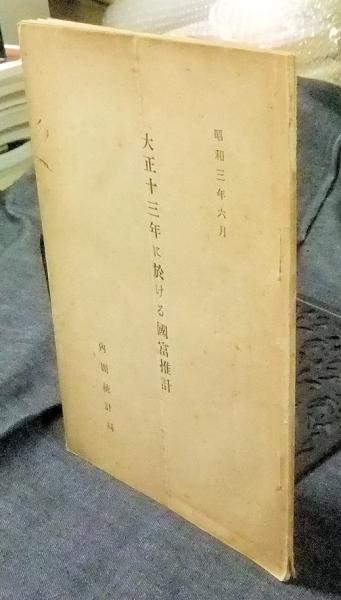 昭和三年六月
大正十三年に於ける國富推計
內閣統計局